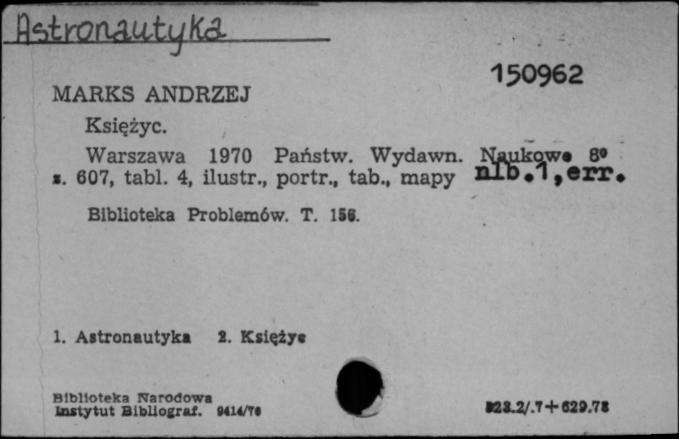 Astronautyka
150962
MARKS ANDRZEJ
Księżyc.
Warszawa 1970 Państw. Wydawn. Naukowe 8°
s. 607, tabl. 4, ilustr., portr., tab., mapy nlb.1,err.
Biblioteka Problemów. T. 156.
1. Astronautyka 2. Księżyc
Biblioteka Narodowa
Instytut Bibliograf. 9414/70
523.2/.7+629.78